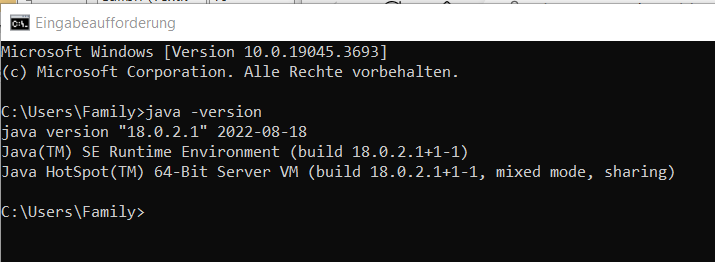 Eingabeaufforderung
Microsoft Windows [Version 10.0.19045.3693]
(c) Microsoft Corporation. Alle Rechte vorbehalten.
C:\Users\Family>java -version
java version "18.0.2.1" 2022-08-18
Java(TM) SE Runtime Environment (build 18.0.2.1+1-1)
Java HotSpot(TM) 64-Bit Server VM (build 18.0.2.1+1-1, mixed mode, sharing)
C:\Users\Family>